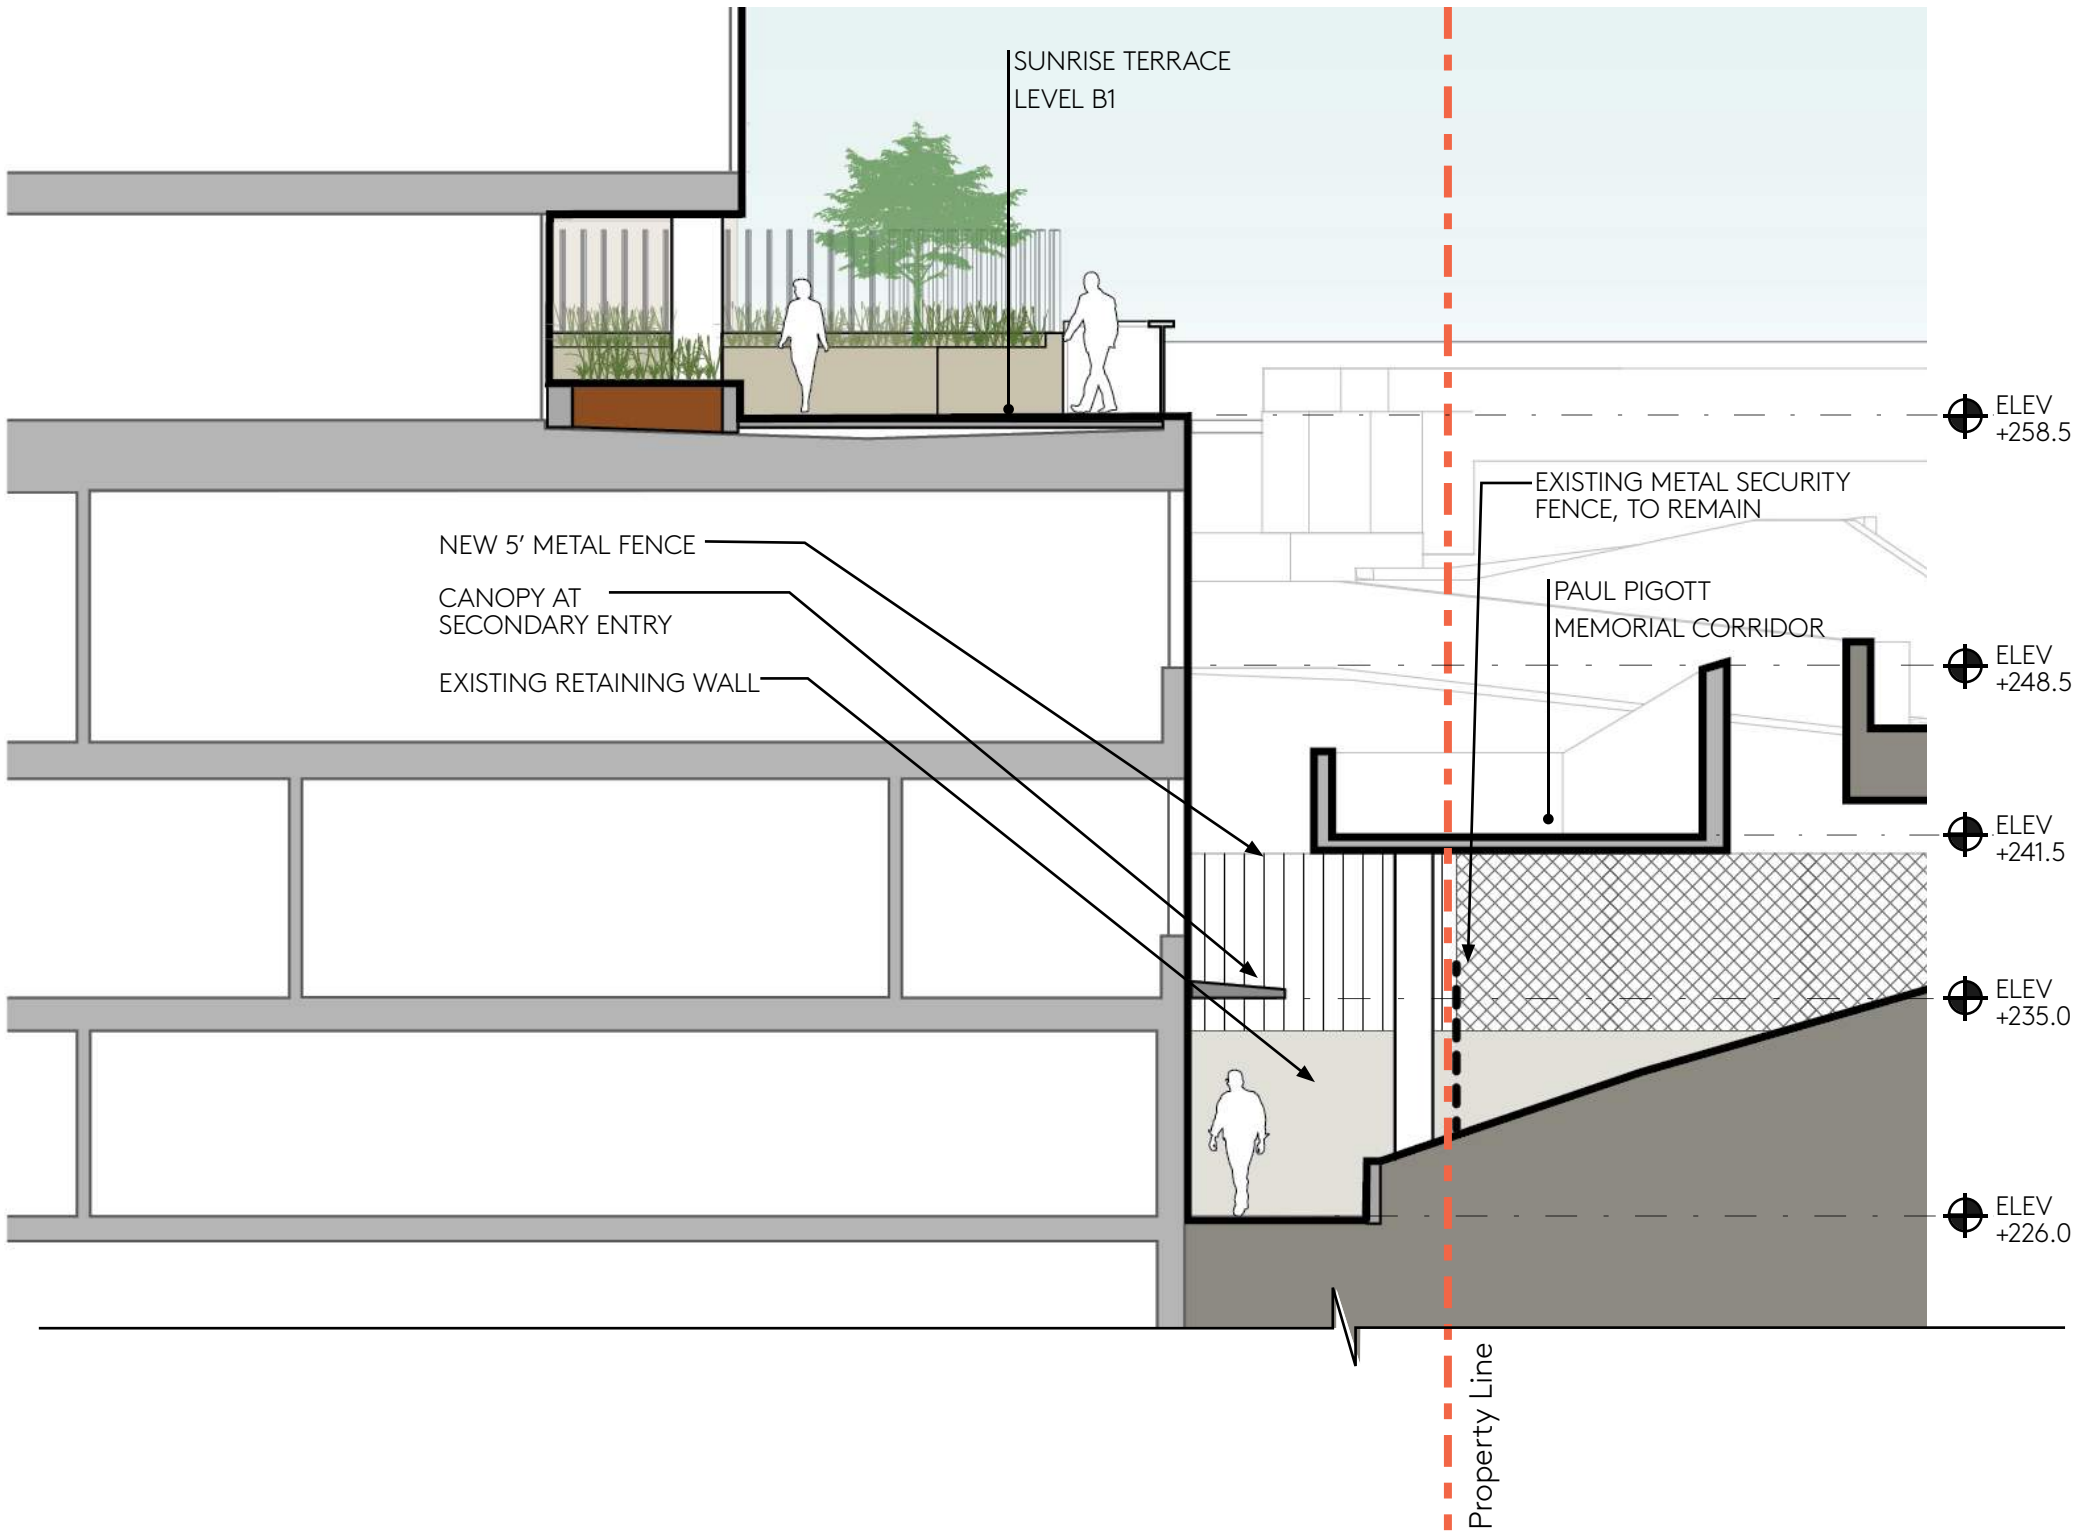 SUNRISE TERRACE
LEVEL B1
ELEV
+258.5
EXISTING METAL SECURITY
FENCE, TO REMAIN
NEW 5' METAL FENCE
CANOPY AT
SECONDARY ENTRY
EXISTING RETAINING WALL
PAUL PIGOTT
MEMORIAL CORRIDOR
ELEV
+248.5
ELEV
+241.5
ELEV
+235.0
ELEV
+226.0
Property Line